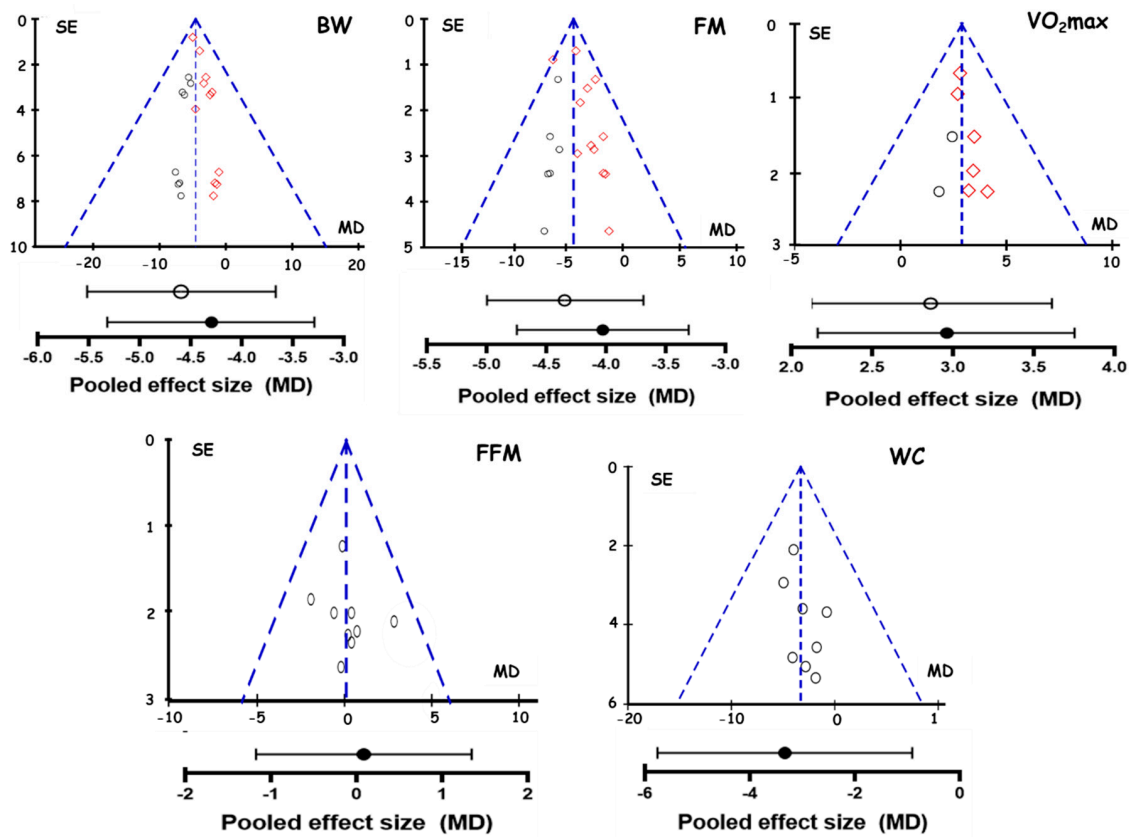 SE BW
0
2
4
6
8
10
-20 -10 0 10 20
MD
-6.0 -5.5 -5.0 -4.5 -4.0 -3.5 -3.0
Pooled effect size (MD)
SE FM
0
1
2
3
4
5
-15 -10 -5 0 5 10
MD
-5.5 -5.0 -4.5 -4.0 -3.5 -3.0
Pooled effect size (MD)
SE VO₂max
0
1
2
3
-5 0 5 10
MD
2.0 2.5 3.0 3.5 4.0
Pooled effect size (MD)
SE FFM
0
1
2
3
-10 -5 0 5 10
MD
-2 -1 0 1 2
Pooled effect size (MD)
SE WC
0
2
4
6
-20 -10 0 1
MD
-6 -4 -2 0
Pooled effect size (MD)